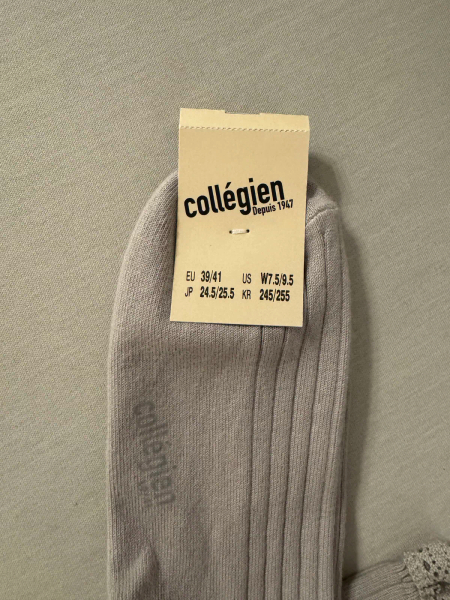 collégien
Depuis 1947
EU 39/41 US W7.5/9.5
JP 24.5/25.5 KR 245/255
collégien